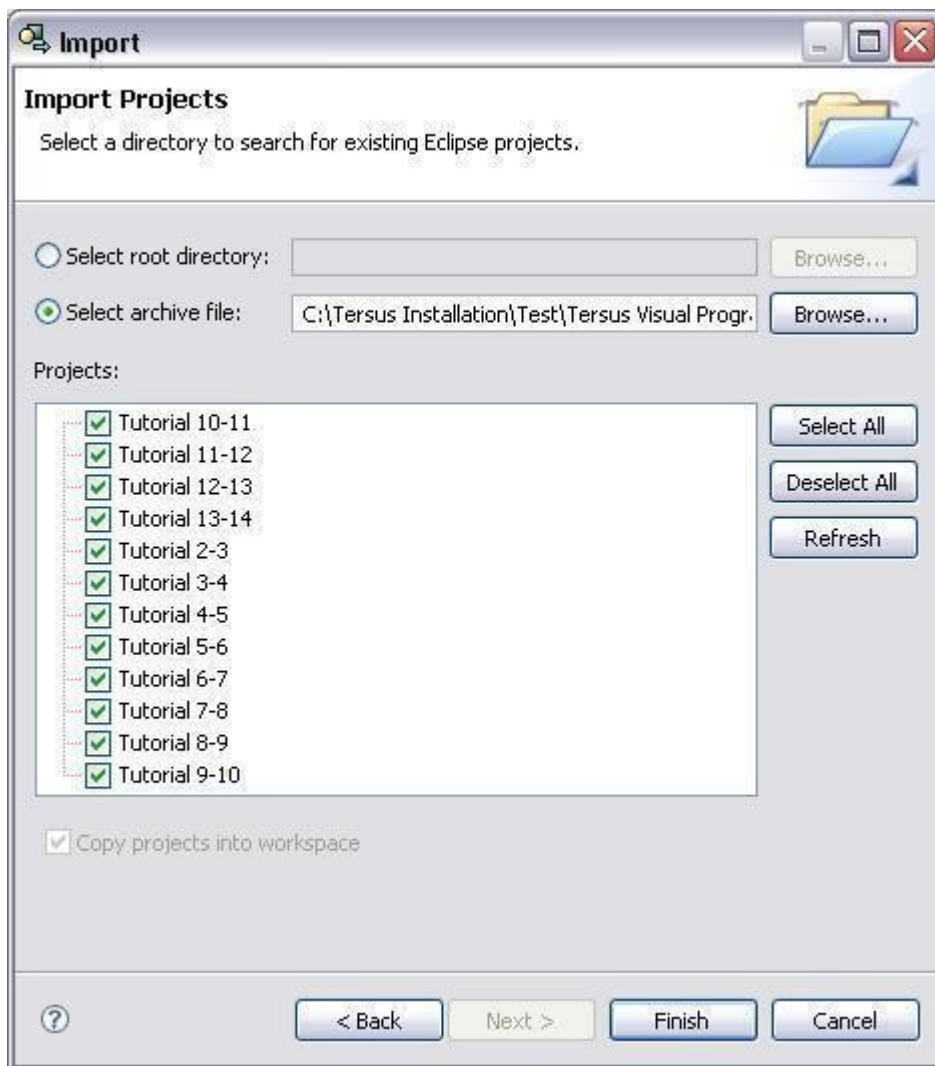 Import
Import Projects
Select a directory to search for existing Eclipse projects.
Select root directory:
Browse...
Select archive file:
C:\Tersus Installation\Test\Tersus Visual Progr
Browse...
Projects:
Tutorial 10-11
Select All
Tutorial 11-12
Tutorial 12-13
Deselect All
Tutorial 13-14
Tutorial 2-3
Refresh
Tutorial 3-4
Tutorial 4-5
Tutorial 5-6
Tutorial 6-7
Tutorial 7-8
Tutorial 8-9
Tutorial 9-10
Copy projects into workspace
?
< Back
Next >
Finish
Cancel